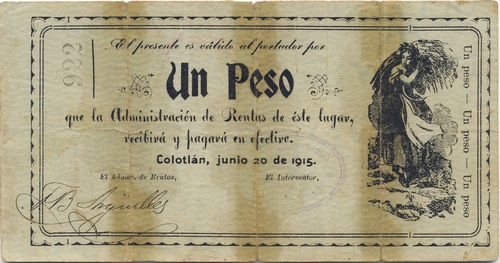 922
El presente es válido al portador por
Un Peso
que la Administración de Rentas de éste lugar,
recibirá y pagará en efectivo.
Colotlán, junio 20 de 1915.
El Admor. de Rentas, El Interventor.
Un peso — Un peso — Un peso